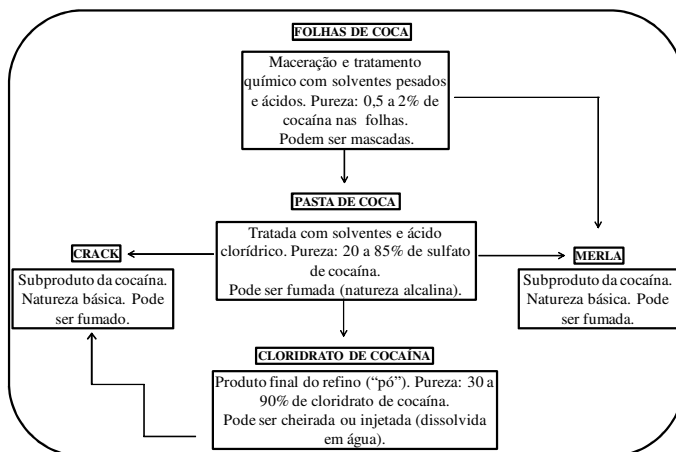 FOLHAS DE COCA
Maceração e tratamento
químico com solventes pesados
e ácidos. Pureza: 0,5 a 2% de
cocaína nas folhas.
Podem ser mascadas.
PASTA DE COCA
Tratada com solventes e ácido
clorídrico. Pureza: 20 a 85% de sulfato
de cocaína.
Pode ser fumada (natureza alcalina).
CRACK
Subproduto da cocaína.
Natureza básica. Pode
ser fumado.
MERLA
Subproduto da cocaína.
Natureza básica. Pode
ser fumada.
CLORIDRATO DE COCAÍNA
Produto final do refino (“pó”). Pureza: 30 a
90% de cloridrato de cocaína.
Pode ser cheirada ou injetada (dissolvida
em água).